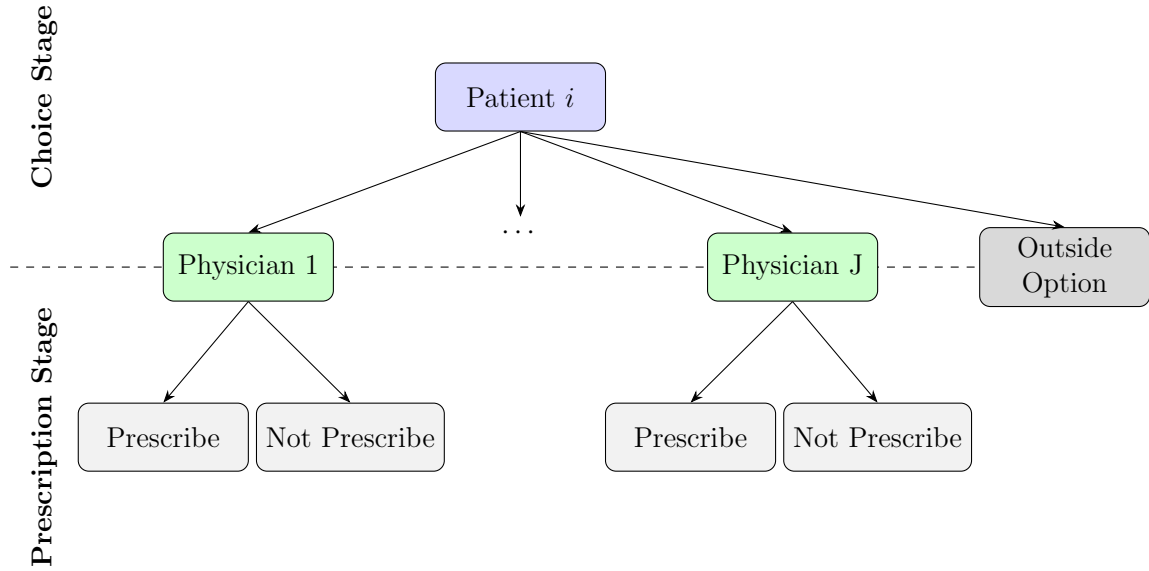 Choice Stage
Patient i
Physician 1
. . .
Physician J
Outside
Option
Prescription Stage
Prescribe
Not Prescribe
Prescribe
Not Prescribe